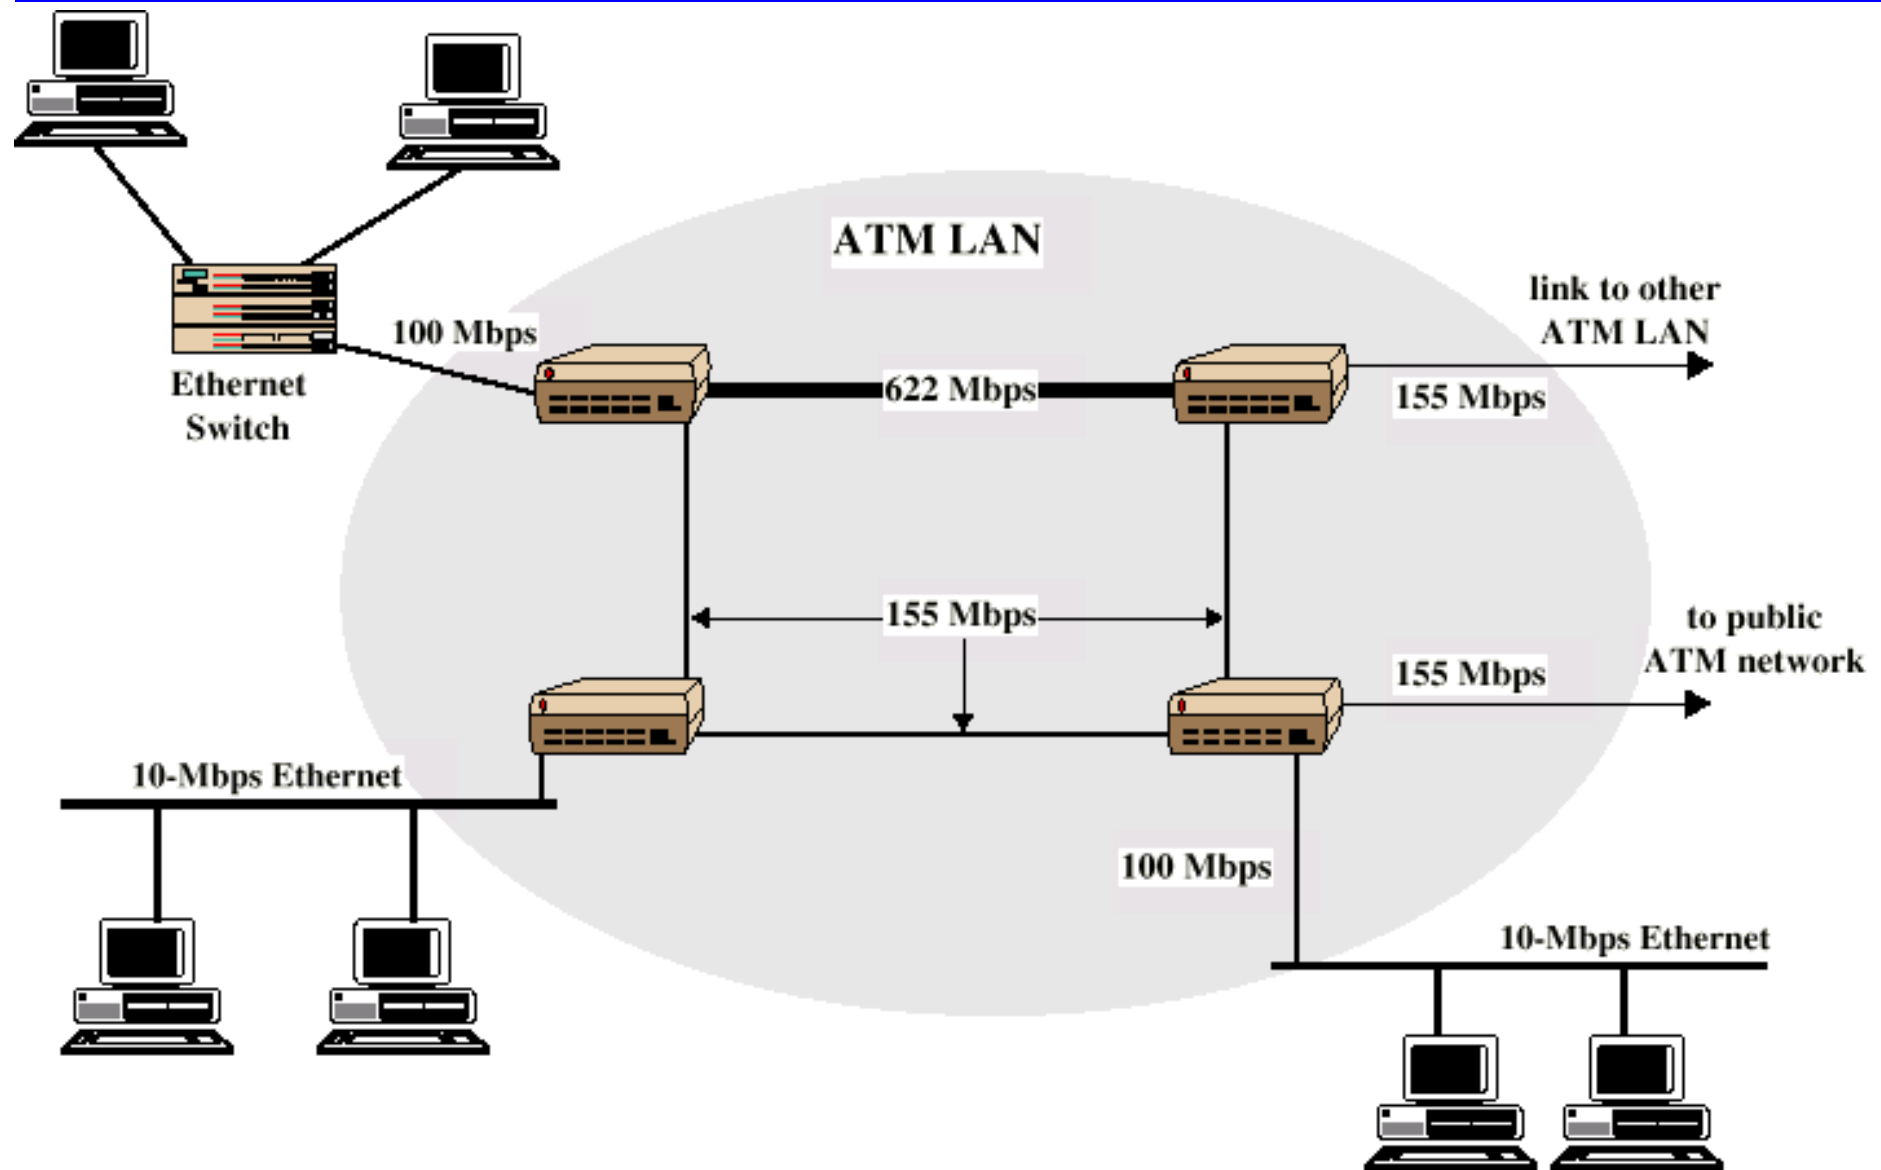 ATM LAN
link to other
ATM LAN
100 Mbps
622 Mbps
155 Mbps
Ethernet
Switch
155 Mbps
to public
ATM network
155 Mbps
10-Mbps Ethernet
100 Mbps
10-Mbps Ethernet